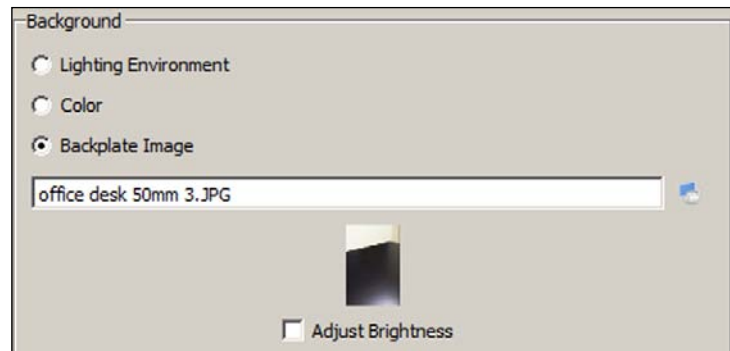 Background
Lighting Environment
Color
Backplate Image
office desk 50mm 3.JPG
Adjust Brightness